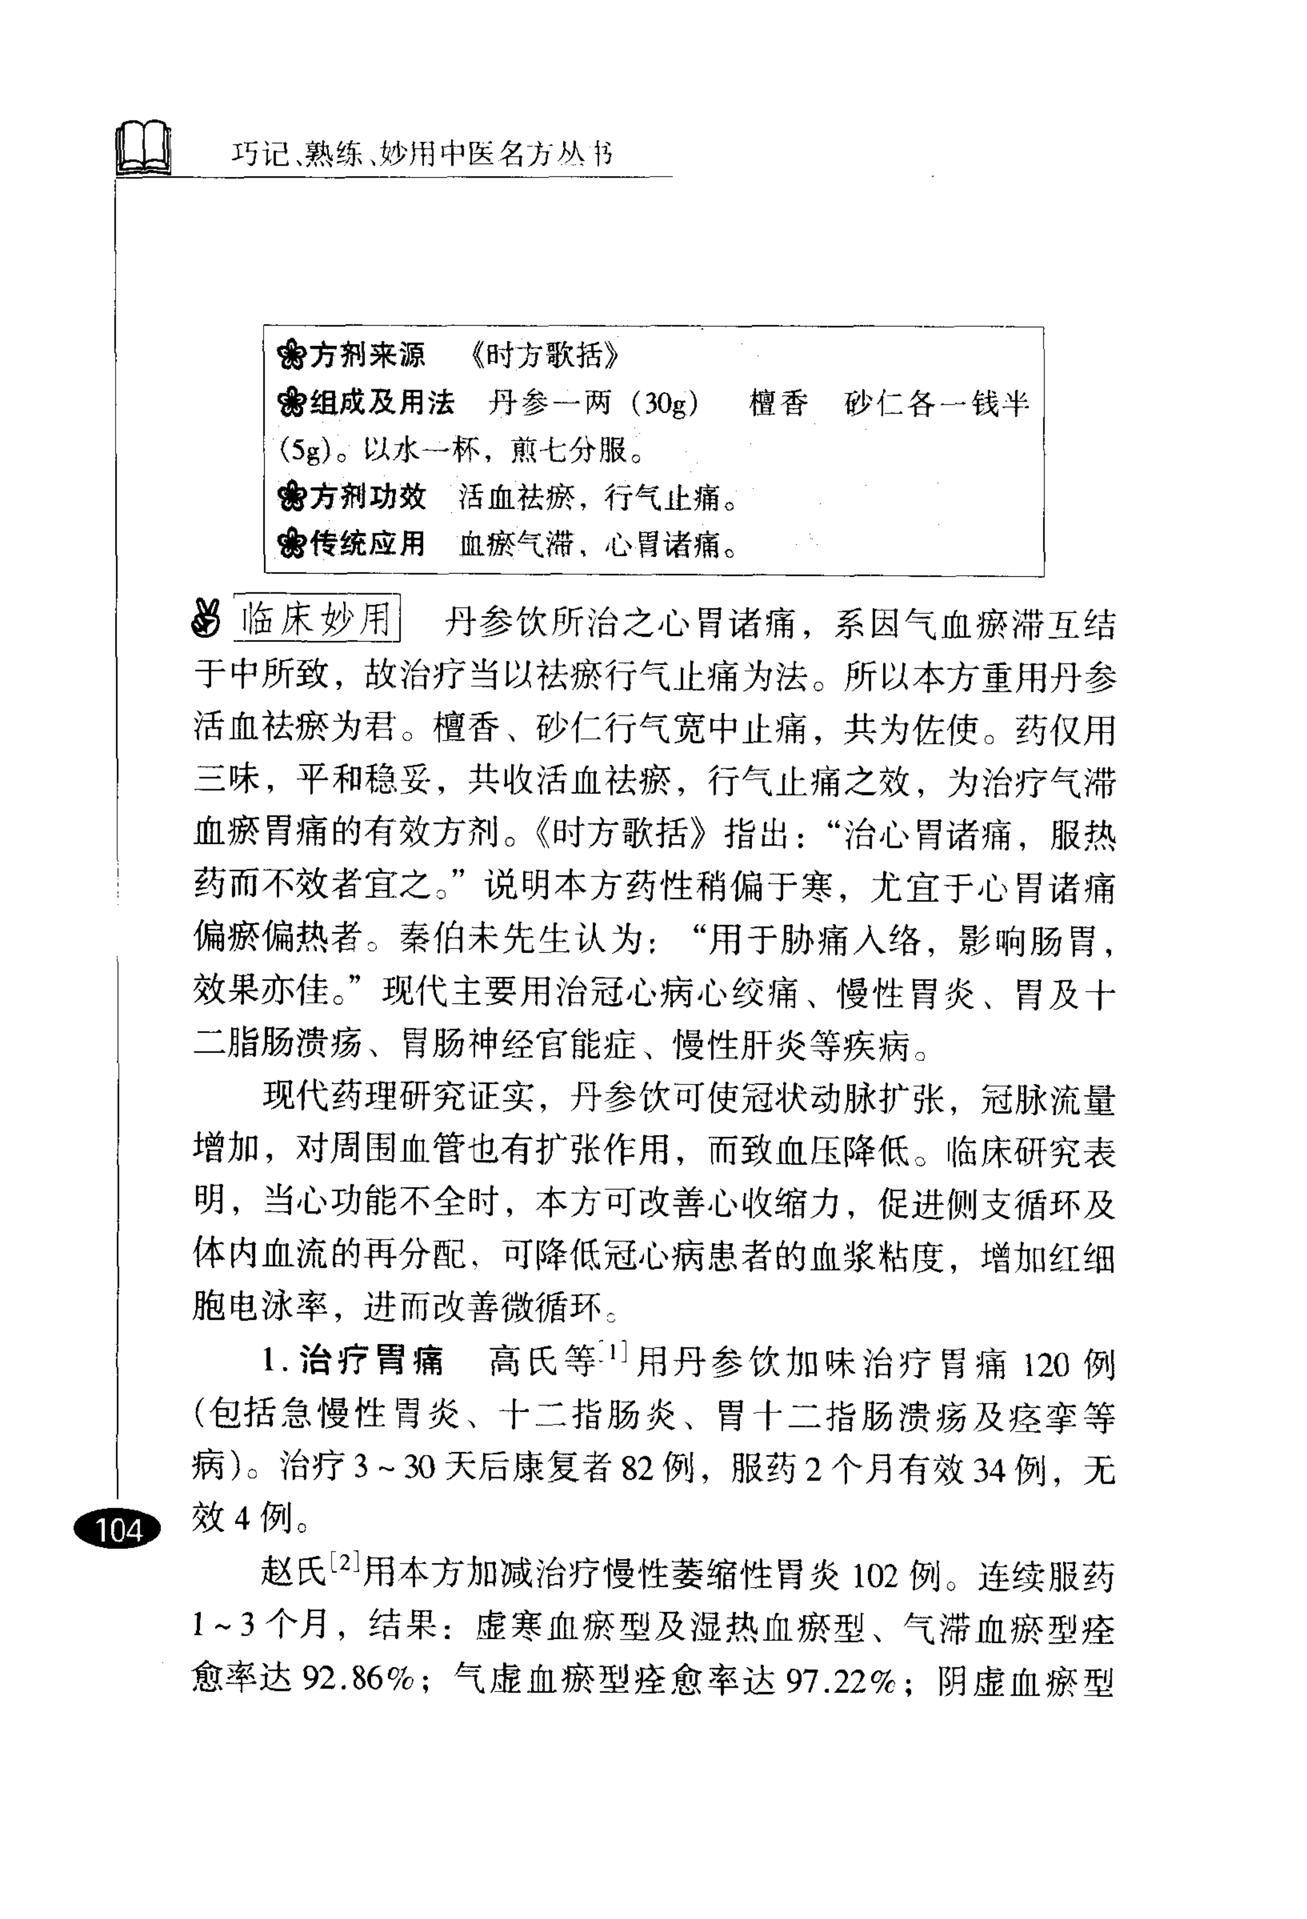 巧记、熟练、妙用中医名方丛书
方剂来源 《时方歌括》
组成及用法 丹参一两（30g） 檀香 砂仁各一钱半
(5g)。以水一杯，煎七分服。
方剂功效 活血祛瘀，行气止痛。
传统应用 血瘀气滞、心胃诸痛。
临床妙用 丹参饮所治之心胃诸痛，系因气血瘀滞互结
于中所致，故治疗当以祛瘀行气止痛为法。所以本方重用丹参
活血祛瘀为君。檀香、砂仁行气宽中止痛，共为佐使。药仅用
三味，平和稳妥，共收活血祛瘀，行气止痛之效，为治疗气滞
血瘀胃痛的有效方剂。《时方歌括》指出：“治心胃诸痛，服热
药而不效者宜之。”说明本方药性稍偏于寒，尤宜于心胃诸痛
偏瘀偏热者。秦伯未先生认为：“用于胁痛入络，影响肠胃，
效果亦佳。”现代主要用治冠心病心绞痛、慢性胃炎、胃及十
二脂肠溃疡、胃肠神经官能症、慢性肝炎等疾病。
现代药理研究证实，丹参饮可使冠状动脉扩张，冠脉流量
增加，对周围血管也有扩张作用，而致血压降低。临床研究表
明，当心功能不全时，本方可改善心收缩力，促进侧支循环及
体内血流的再分配、可降低冠心病患者的血浆粘度，增加红细
胞电泳率，进而改善微循环。
1. 治疗胃痛 高氏等[1]用丹参饮加味治疗胃痛 120 例
(包括急慢性胃炎、十二指肠炎、胃十二指肠溃疡及痉挛等
病)。治疗 3～30 天后康复者 82 例，服药 2 个月有效 34 例，无
104 效 4 例。
赵氏[2]用本方加减治疗慢性萎缩性胃炎 102 例。连续服药
1～3 个月，结果：虚寒血瘀型及湿热血瘀型、气滞血瘀型痊
愈率达 92.86%；气虚血瘀型痊愈率达 97.22%；阴虚血瘀型